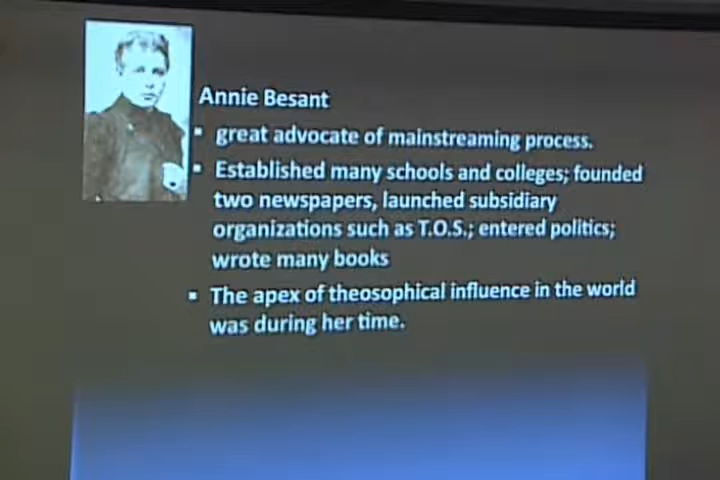 Annie Besant
▪ great advocate of mainstreaming process.
▪ Established many schools and colleges; founded
two newspapers, launched subsidiary
organizations such as T.O.S.; entered politics;
wrote many books
▪ The apex of theosophical influence in the world
was during her time.